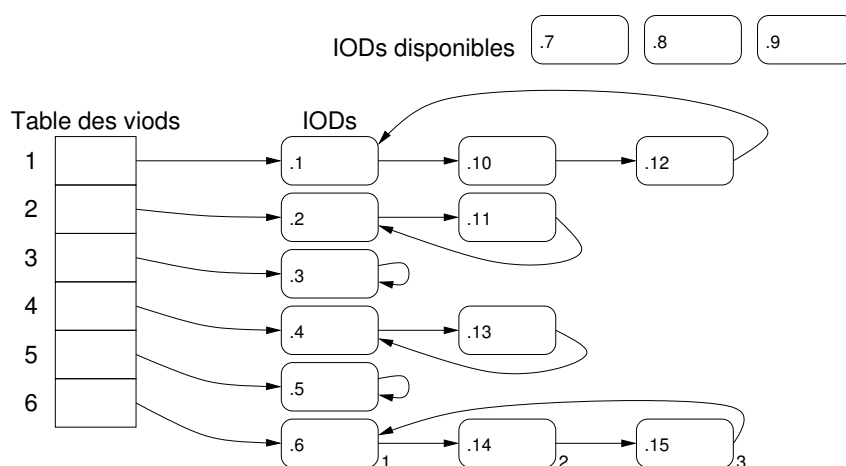 IODs disponibles .7 .8 .9
Table des viods IODs
1 .1 .10 .12
2 .2 .11
3 .3
4 .4 .13
5 .5
6 .6 1 .14 2 .15 3